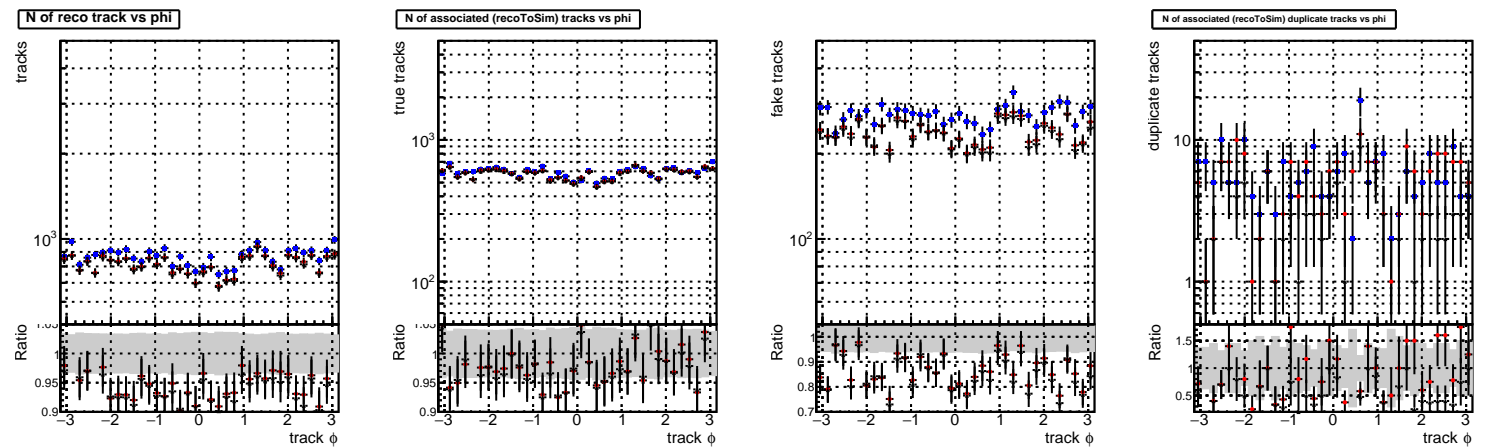 N of reco track vs phi
tracks
10³
Ratio
1.05
1
0.95
0.9
−3 −2 −1 0 1 2 3
track ϕ
N of associated (recoToSim) tracks vs phi
true tracks
10³
10²
Ratio
1.05
1
0.95
0.9
−3 −2 −1 0 1 2 3
track ϕ
fake tracks
10²
Ratio
1
0.9
0.8
0.7
−3 −2 −1 0 1 2 3
track ϕ
N of associated (recoToSim) duplicate tracks vs phi
duplicate tracks
10
1
Ratio
1.5
1
0.5
−3 −2 −1 0 1 2 3
track ϕ